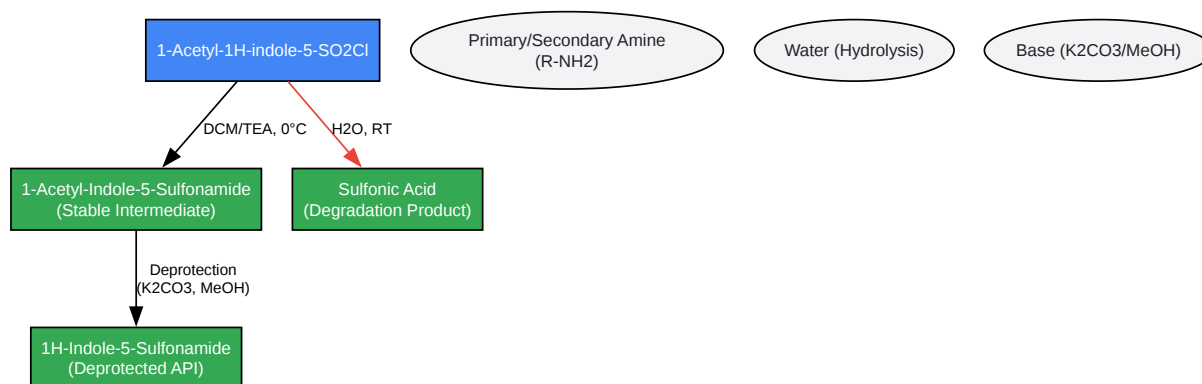 1-Acetyl-1H-indole-5-SO2Cl
Primary/Secondary Amine
(R-NH2)
Water (Hydrolysis)
Base (K2CO3/MeOH)
DCM/TEA, 0°C
H2O, RT
1-Acetyl-Indole-5-Sulfonamide
(Stable Intermediate)
Sulfonic Acid
(Degradation Product)
Deprotection
(K2CO3, MeOH)
1H-Indole-5-Sulfonamide
(Deprotected API)